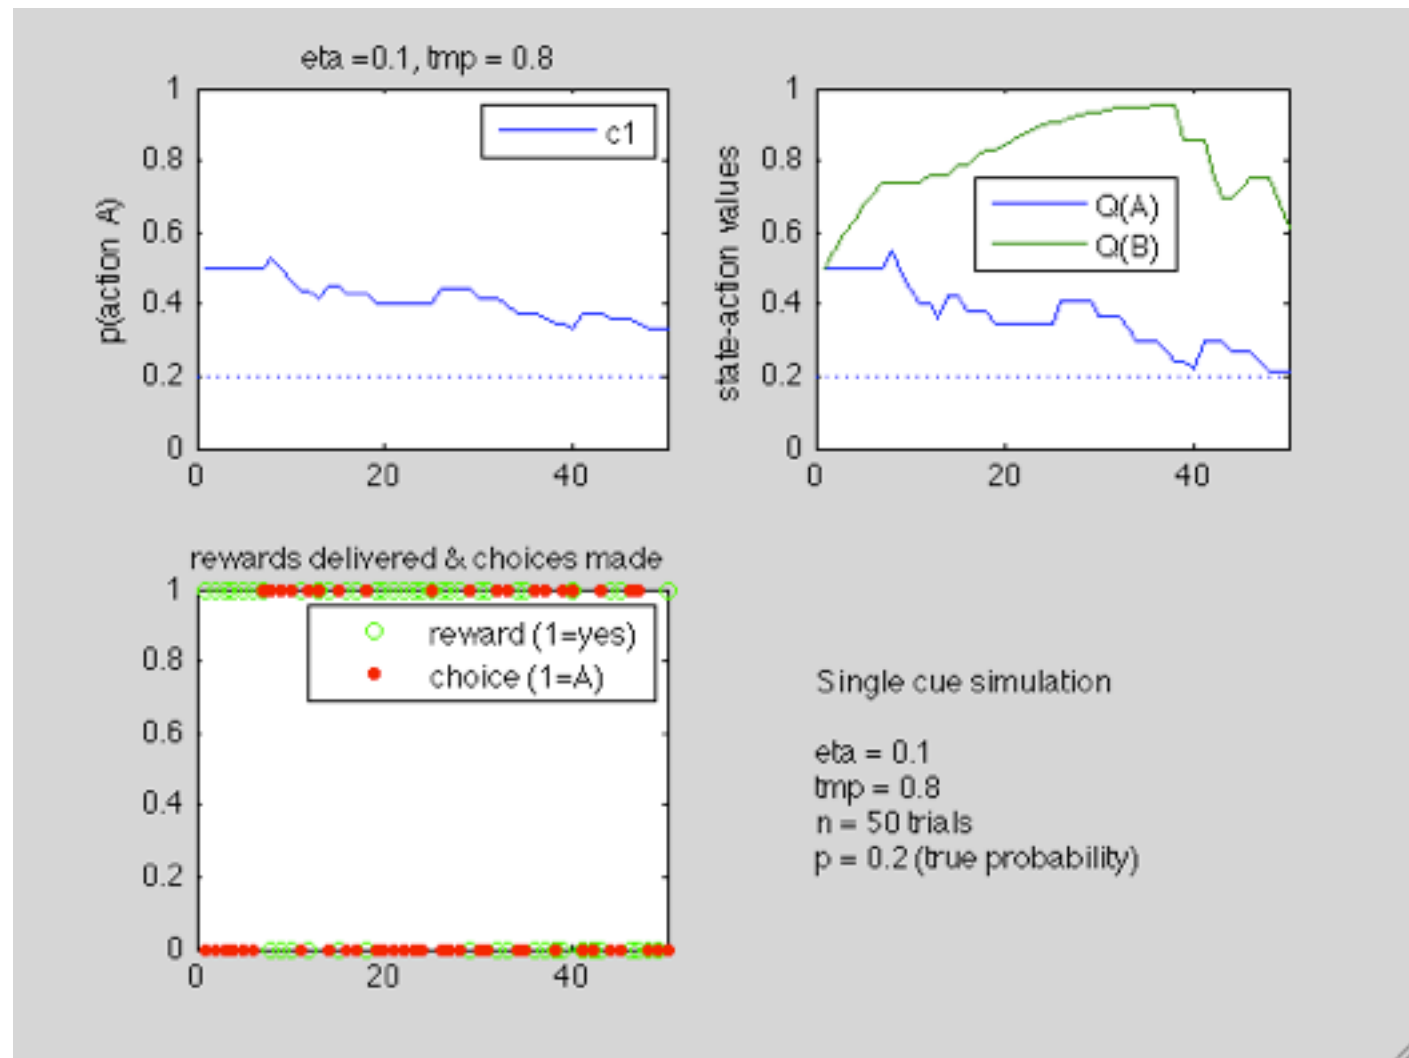 eta =0.1, tmp = 0.8
1
0.8
0.6
0.4
0.2
0
0
20
40
p(action A)
c1
1
0.8
0.6
0.4
0.2
0
0
20
40
state-action values
Q(A)
Q(B)
rewards delivered & choices made
1
0.8
0.6
0.4
0.2
0
0
20
40
reward (1=yes)
choice (1=A)
Single cue simulation
eta = 0.1
tmp = 0.8
n = 50 trials
p = 0.2 (true probability)